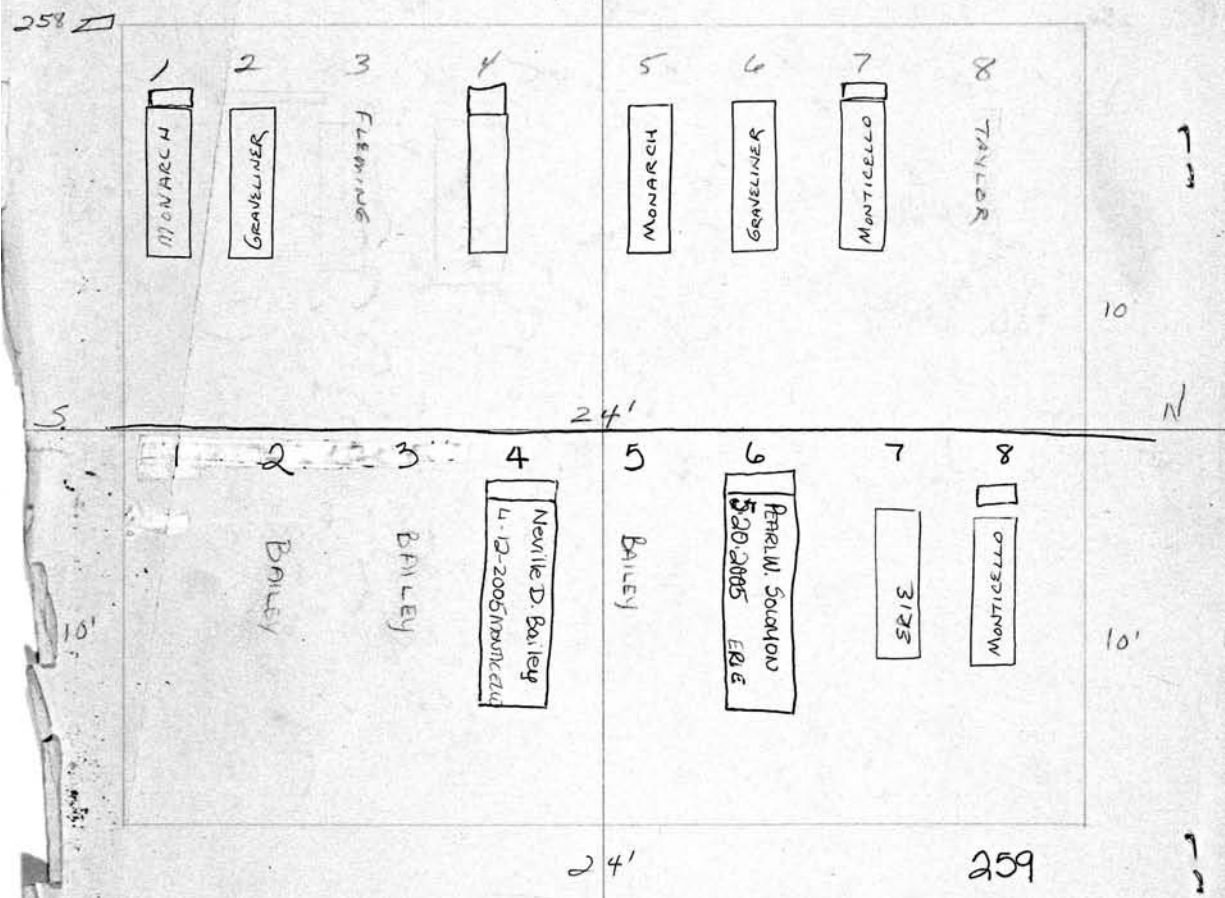 258
1 2 3 4 5 6 7 8
MONARCH
GRAVELINER
FLEMING
MONARCH
GRAVELINER
MONTICELLO
TAYLOR
10
S 24' N
1 2 3 4 5 6 7 8
BAILEY
BAILEY
Neville D. Bailey
4-12-2005 MONTICELLO
BAILEY
PEARL W. SOLOMON
5.20.2005 ERIE
MONTICELLO
10'
10'
24'
259